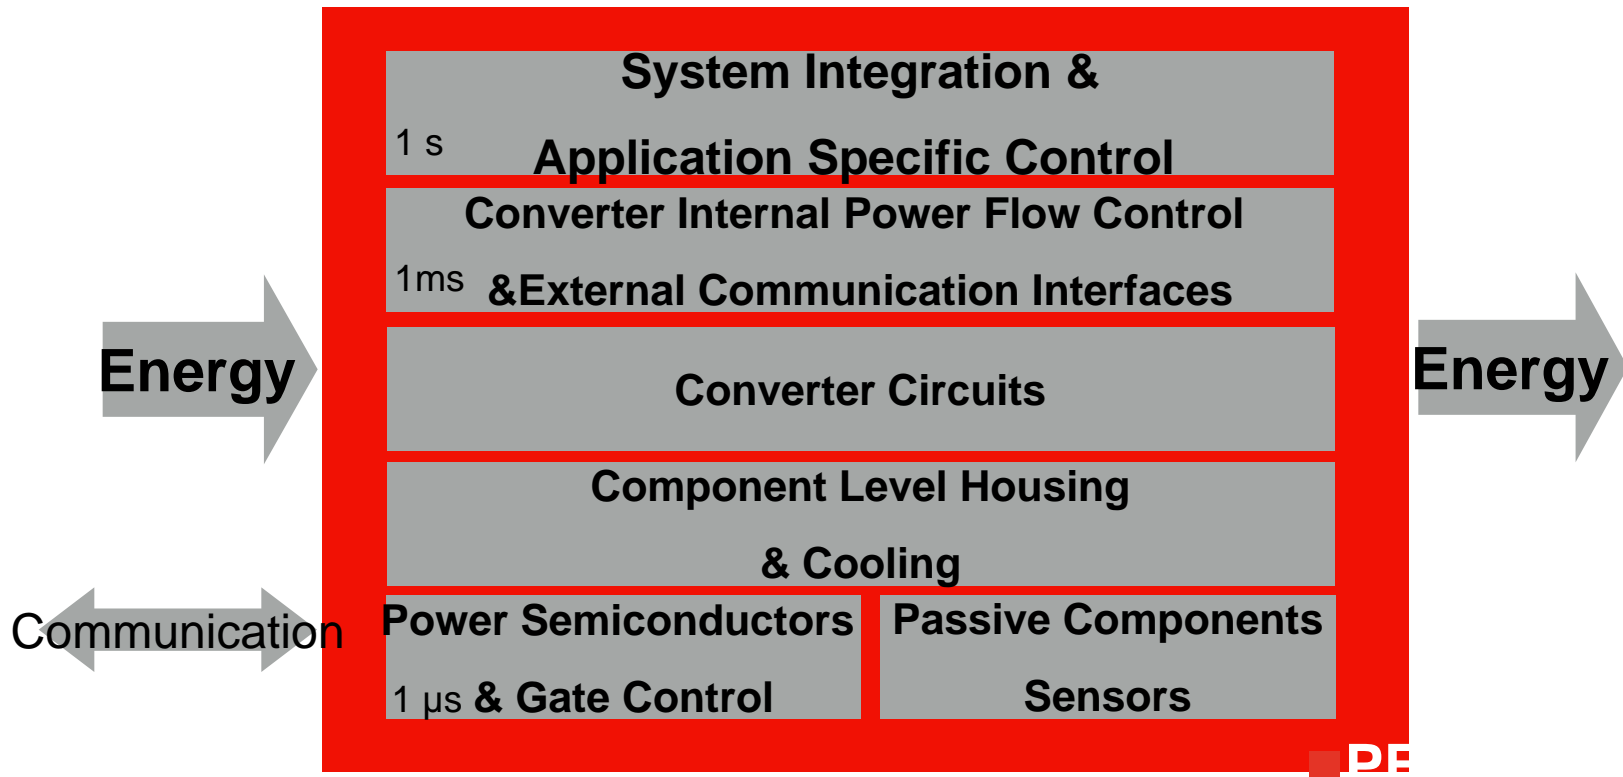 System Integration &
1 s
Application Specific Control
Converter Internal Power Flow Control
1ms
&External Communication Interfaces
Energy
Converter Circuits
Energy
Component Level Housing
& Cooling
Communication
Power Semiconductors
1 µs & Gate Control
Passive Components
Sensors